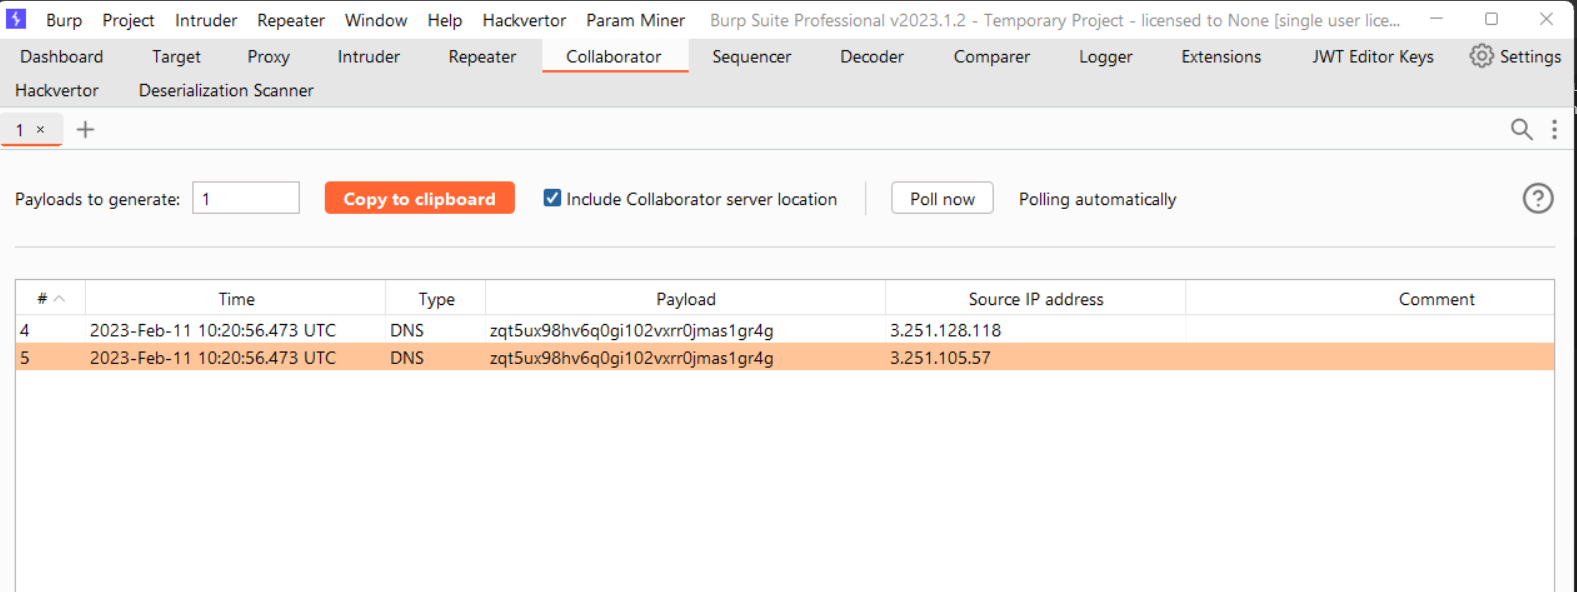 Burp Project Intruder Repeater Window Help Hackvertor Param Miner Burp Suite Professional v2023.1.2 - Temporary Project - licensed to None [single user lice...
Dashboard Target Proxy Intruder Repeater Collaborator Sequencer Decoder Comparer Logger Extensions JWT Editor Keys Settings
Hackvertor Deserialization Scanner
1 × +
Payloads to generate: 1 Copy to clipboard Include Collaborator server location Poll now Polling automatically ?
# Time Type Payload Source IP address Comment
4 2023-Feb-11 10:20:56.473 UTC DNS zqt5ux98hv6q0gi102vxrr0jmas1gr4g 3.251.128.118
5 2023-Feb-11 10:20:56.473 UTC DNS zqt5ux98hv6q0gi102vxrr0jmas1gr4g 3.251.105.57